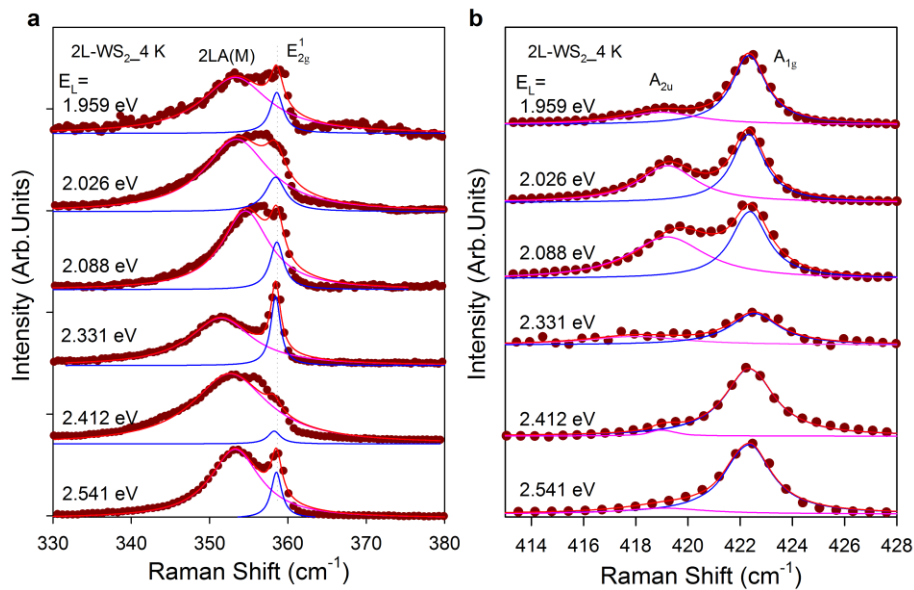 a
2L-WS₂_4 K
2LA(M)
E¹₂g
E_L=
1.959 eV
2.026 eV
2.088 eV
2.331 eV
2.412 eV
2.541 eV
Intensity (Arb.Units)
330 340 350 360 370 380
Raman Shift (cm⁻¹)
b
2L-WS₂_4 K
A₁g
E_L=
A₂u
1.959 eV
2.026 eV
2.088 eV
2.331 eV
2.412 eV
2.541 eV
Intensity (Arb.Units)
414 416 418 420 422 424 426 428
Raman Shift (cm⁻¹)